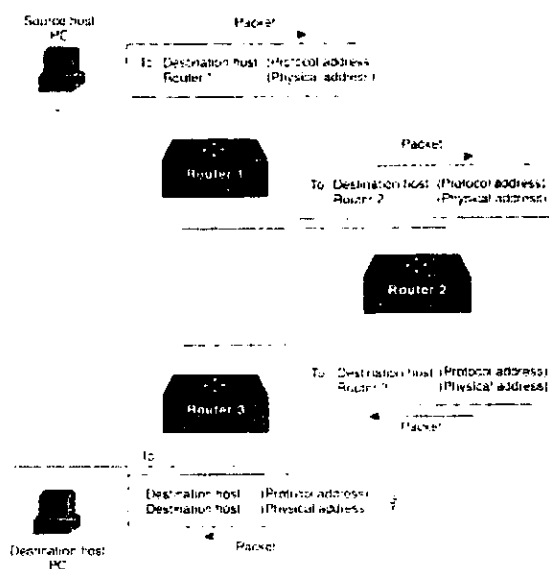 Source host
PC
Packet
To Destination host (Protocol address)
Router 1 (Physical address)
Router 1
Packet
To Destination host (Protocol address)
Router 2 (Physical address)
Router 2
To Destination host (Protocol address)
Router 3 (Physical address)
Router 3
Packet
To
Destination host (Protocol address)
Destination host (Physical address
Destination host
PC
Packet